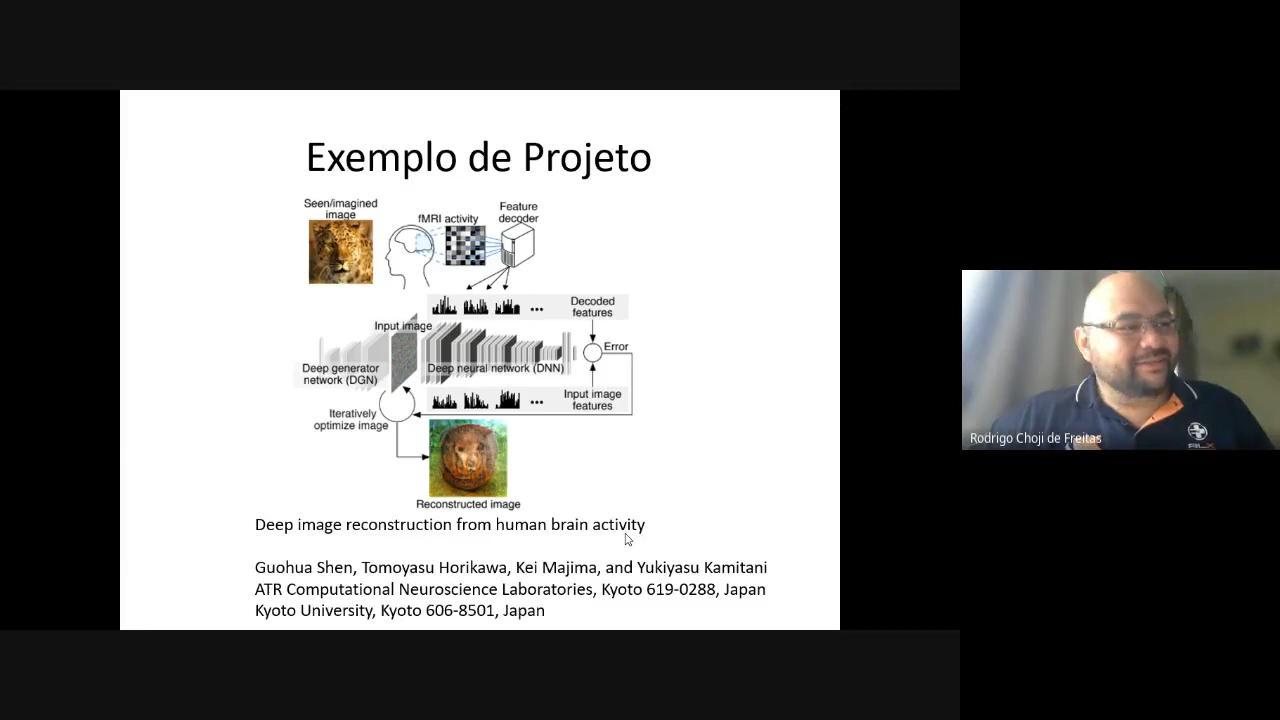 Exemplo de Projeto
Seen/imagined
image
fMRI activity
Feature
decoder
Decoded
features
Input image
Error
Deep generator
network (DGN)
Deep neural network (DNN)
Input image
features
Iteratively
optimize image
Reconstructed image
Deep image reconstruction from human brain activity
Guohua Shen, Tomoyasu Horikawa, Kei Majima, and Yukiyasu Kamitani
ATR Computational Neuroscience Laboratories, Kyoto 619-0288, Japan
Kyoto University, Kyoto 606-8501, Japan
Rodrigo Choji de Freitas